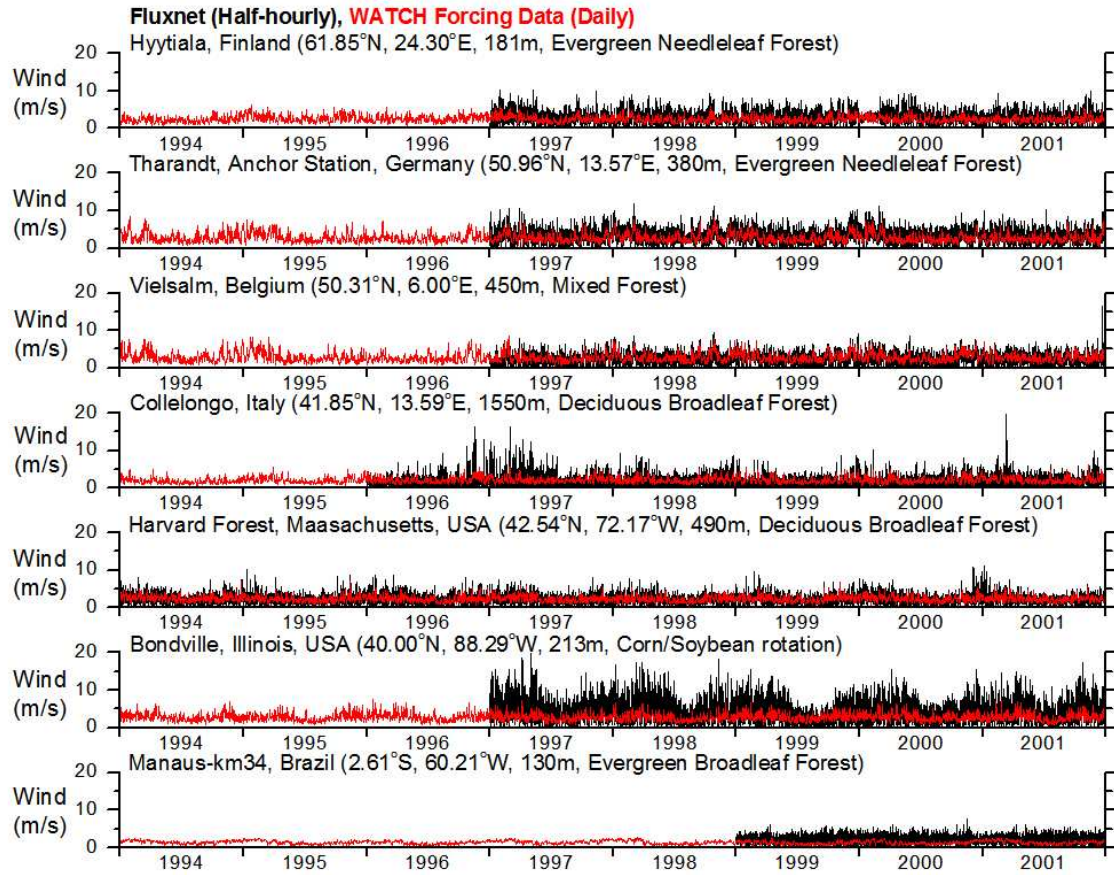 Fluxnet (Half-hourly), WATCH Forcing Data (Daily)
Hyytiala, Finland (61.85°N, 24.30°E, 181m, Evergreen Needleleaf Forest)
20
Wind 10
(m/s)
0
1994 1995 1996 1997 1998 1999 2000 2001
Tharandt, Anchor Station, Germany (50.96°N, 13.57°E, 380m, Evergreen Needleleaf Forest)
20
Wind 10
(m/s)
0
1994 1995 1996 1997 1998 1999 2000 2001
Vielsalm, Belgium (50.31°N, 6.00°E, 450m, Mixed Forest)
20
Wind 10
(m/s)
0
1994 1995 1996 1997 1998 1999 2000 2001
Collelongo, Italy (41.85°N, 13.59°E, 1550m, Deciduous Broadleaf Forest)
20
Wind 10
(m/s)
0
1994 1995 1996 1997 1998 1999 2000 2001
Harvard Forest, Maasachusetts, USA (42.54°N, 72.17°W, 490m, Deciduous Broadleaf Forest)
20
Wind 10
(m/s)
0
1994 1995 1996 1997 1998 1999 2000 2001
Bondville, Illinois, USA (40.00°N, 88.29°W, 213m, Corn/Soybean rotation)
20
Wind 10
(m/s)
0
1994 1995 1996 1997 1998 1999 2000 2001
Manaus-km34, Brazil (2.61°S, 60.21°W, 130m, Evergreen Broadleaf Forest)
20
Wind 10
(m/s)
0
1994 1995 1996 1997 1998 1999 2000 2001